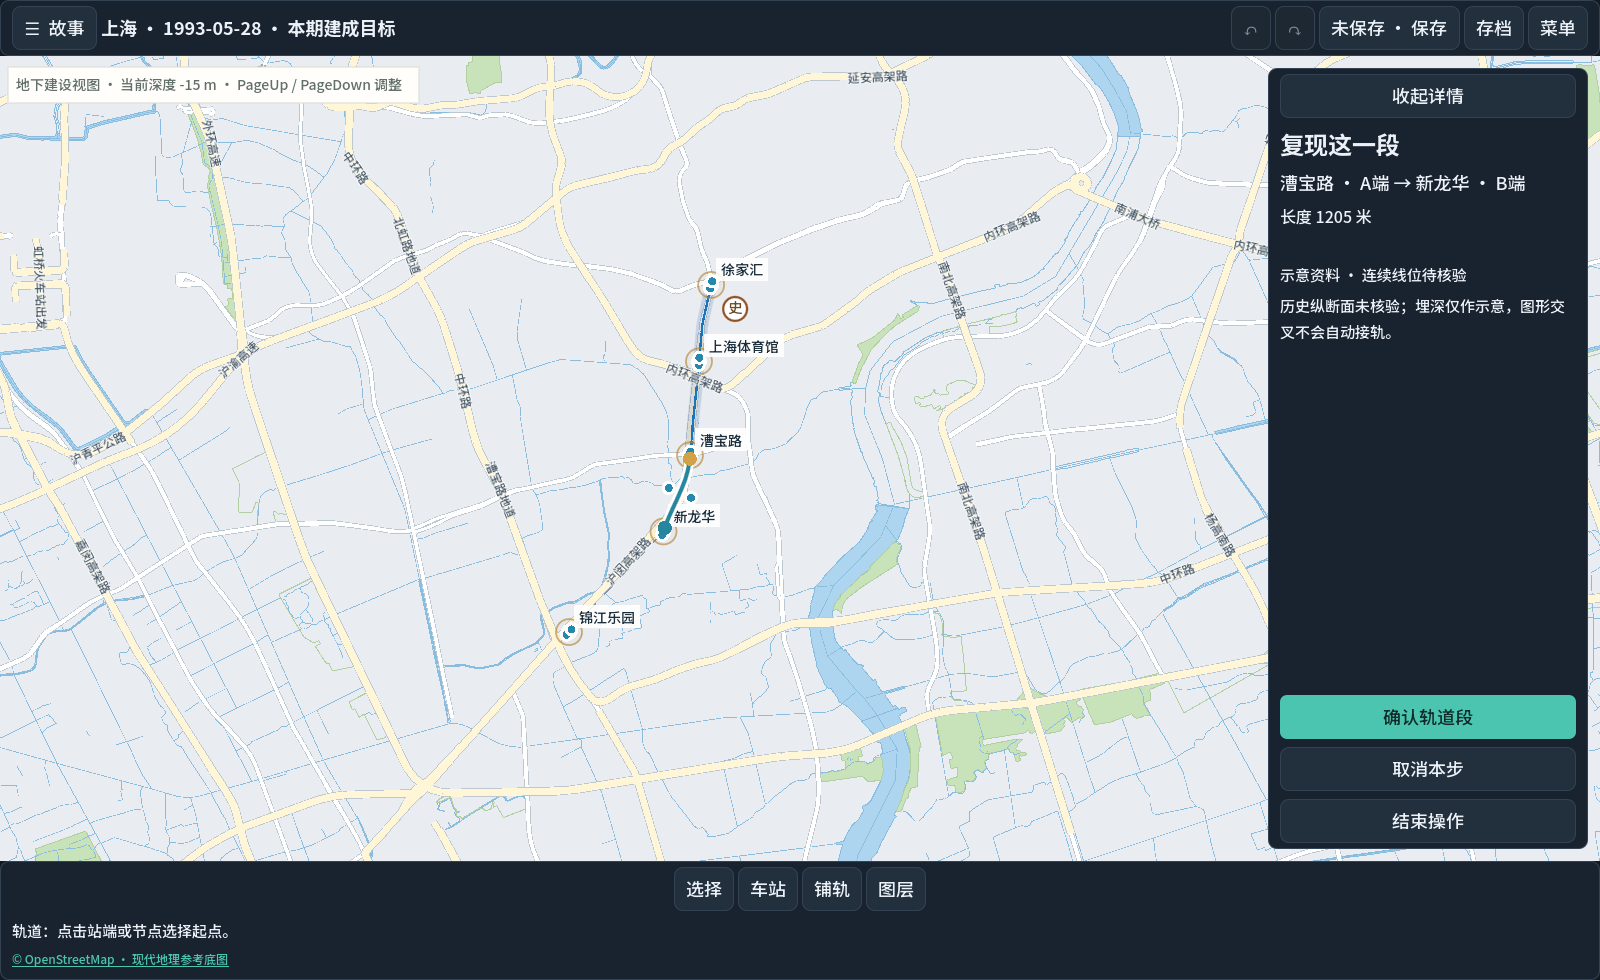 ☰ 故事
上海 · 1993-05-28 · 本期建成目标
未保存 · 保存
存档
菜单
地下建设视图 · 当前深度 -15 m · PageUp / PageDown 调整
收起详情
复现这一段
漕宝路 · A端 → 新龙华 · B端
长度 1205 米
示意资料 · 连续线位待核验
历史纵断面未核验；埋深仅作示意，图形交
叉不会自动接轨。
确认轨道段
取消本步
结束操作
延安高架路
外环高速
中环路
北虹路地道
虹桥火车站出发
内环高架路
南浦大桥
内环高
徐家汇
史
南北高架路
上海体育馆
内环高架路
沪渝高速
中环路
沪青平公路
漕宝路
漕宝路地道
南北高架路
新龙华
杨高南路
沪闵高架路
嘉闵高架路
中环路
锦江乐园
选择
车站
铺轨
图层
轨道：点击站端或节点选择起点。
© OpenStreetMap · 现代地理参考底图